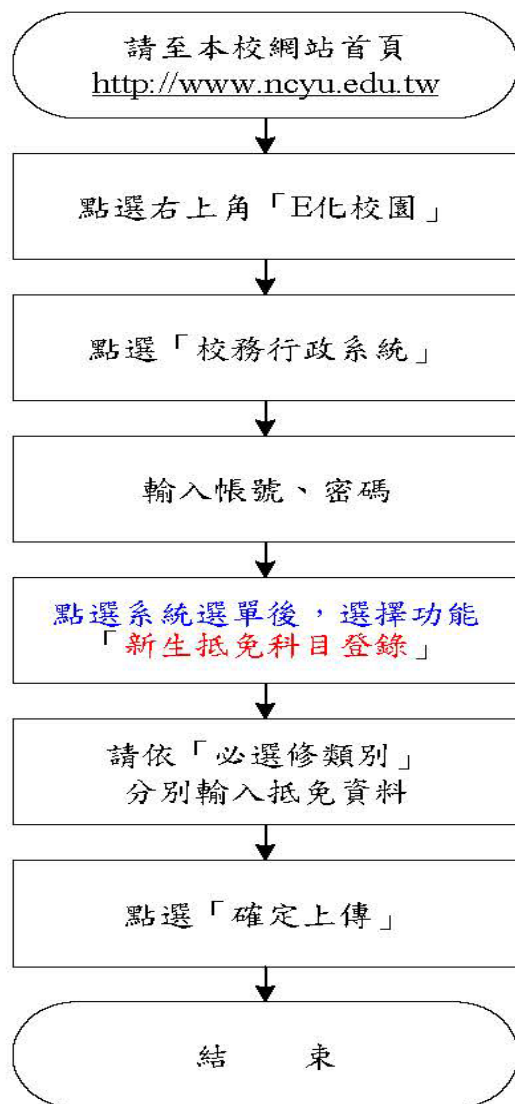 請至本校網站首頁
http://www.ncyu.edu.tw
點選右上角「E化校園」
點選「校務行政系統」
輸入帳號、密碼
點選系統選單後，選擇功能
「新生抵免科目登錄」
請依「必選修類別」
分別輸入抵免資料
點選「確定上傳」
結　　束